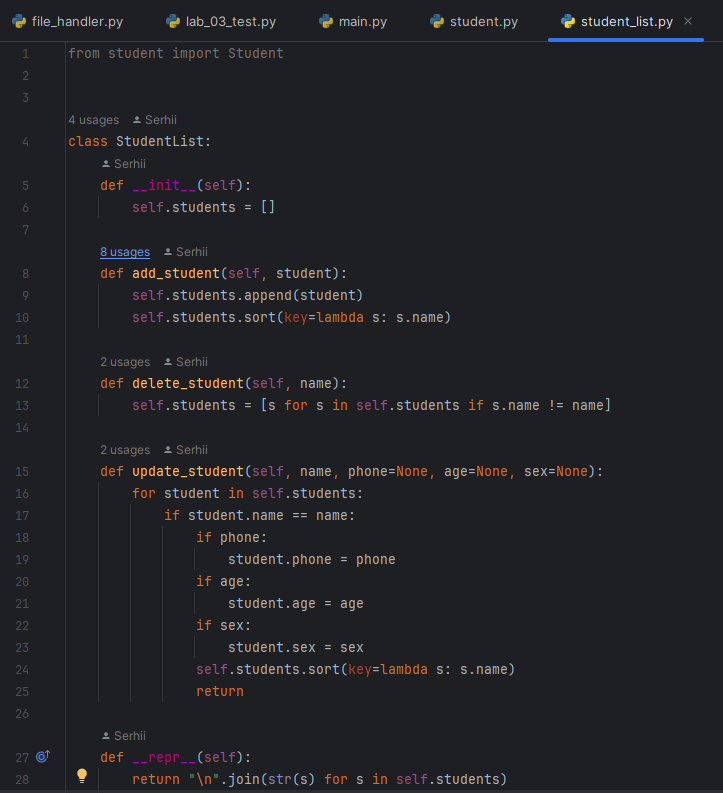 file_handler.py lab_03_test.py main.py student.py student_list.py ×
1 from student import Student
2
3
4 usages Serhii
4 class StudentList:
Serhii
5 def __init__(self):
6 self.students = []
7
8 usages Serhii
8 def add_student(self, student):
9 self.students.append(student)
10 self.students.sort(key=lambda s: s.name)
11
2 usages Serhii
12 def delete_student(self, name):
13 self.students = [s for s in self.students if s.name != name]
14
2 usages Serhii
15 def update_student(self, name, phone=None, age=None, sex=None):
16 for student in self.students:
17 if student.name == name:
18 if phone:
19 student.phone = phone
20 if age:
21 student.age = age
22 if sex:
23 student.sex = sex
24 self.students.sort(key=lambda s: s.name)
25 return
26
Serhii
27 def __repr__(self):
28 return "\n".join(str(s) for s in self.students)